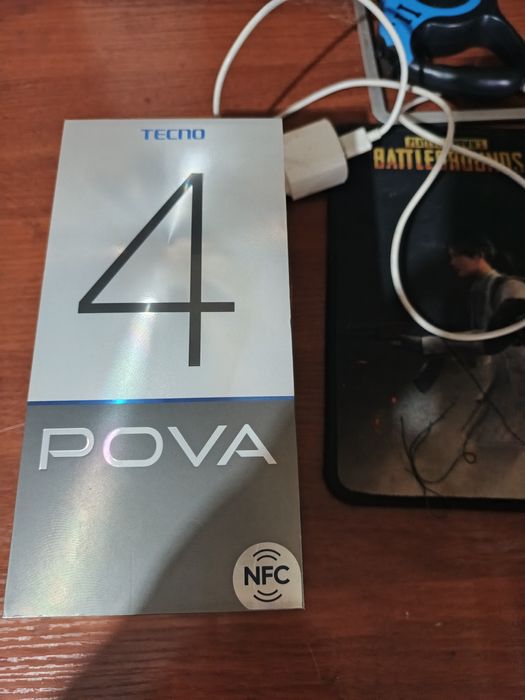 TECNO
4
POVA
NFC
BATTLEGROUNDS